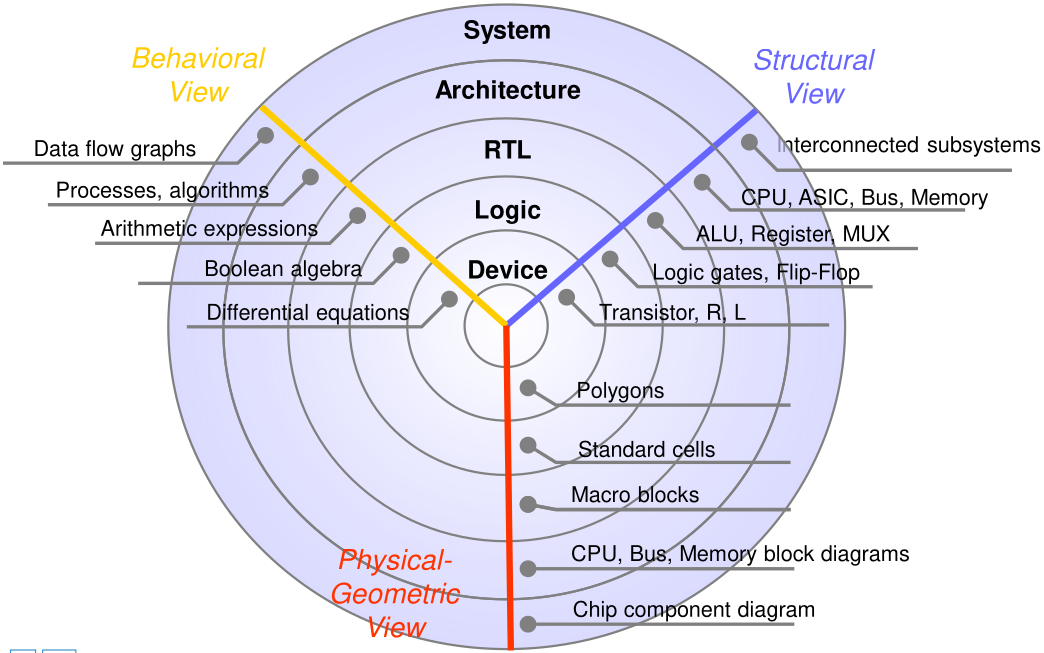 System
Behavioral
View
Structural
View
Architecture
Data flow graphs
RTL
Interconnected subsystems
Processes, algorithms
CPU, ASIC, Bus, Memory
Arithmetic expressions
Logic
ALU, Register, MUX
Boolean algebra
Device
Logic gates, Flip-Flop
Differential equations
Transistor, R, L
Polygons
Standard cells
Macro blocks
CPU, Bus, Memory block diagrams
Physical-
Geometric
View
Chip component diagram